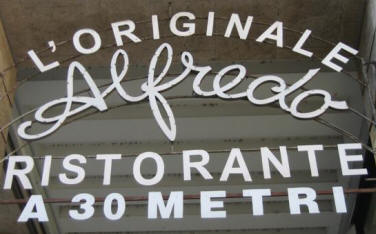 L'ORIGINALE
Alfredo
RISTORANTE
A 30 METRI